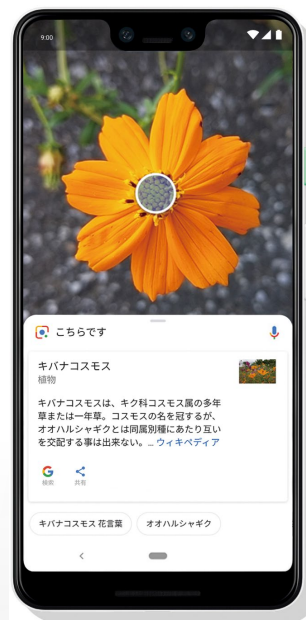 9:00
こちらです
キバナコスモス
植物
キバナコスモスは、キク科コスモス属の多年
草または一年草。コスモスの名を冠するが、
オオハルシャギクとは同属別種にあたり互い
を交配する事は出来ない。... ウィキペディア
検索 共有
キバナコスモス 花言葉 オオハルシャギク